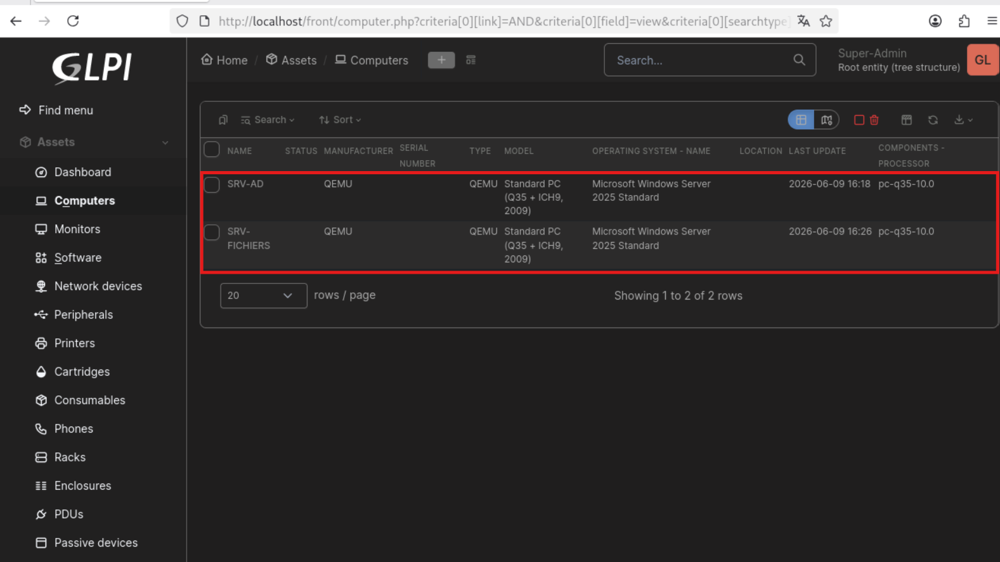 http://localhost/front/computer.php?criteria[0][link]=AND&criteria[0][field]=view&criteria[0][searchtype]
GLPI
Home / Assets / Computers
Search...
Super-Admin
Root entity (tree structure)
GL
Find menu
Assets
Dashboard
Computers
Monitors
Software
Network devices
Peripherals
Printers
Cartridges
Consumables
Phones
Racks
Enclosures
PDUs
Passive devices
Search
Sort
NAME STATUS MANUFACTURER SERIAL NUMBER TYPE MODEL OPERATING SYSTEM - NAME LOCATION LAST UPDATE COMPONENTS - PROCESSOR
SRV-AD QEMU QEMU Standard PC Microsoft Windows Server 2026-06-09 16:18 pc-q35-10.0
(Q35 + ICH9, 2025 Standard
2009)
SRV- QEMU QEMU Standard PC Microsoft Windows Server 2026-06-09 16:26 pc-q35-10.0
FICHIERS (Q35 + ICH9, 2025 Standard
2009)
20 rows / page Showing 1 to 2 of 2 rows